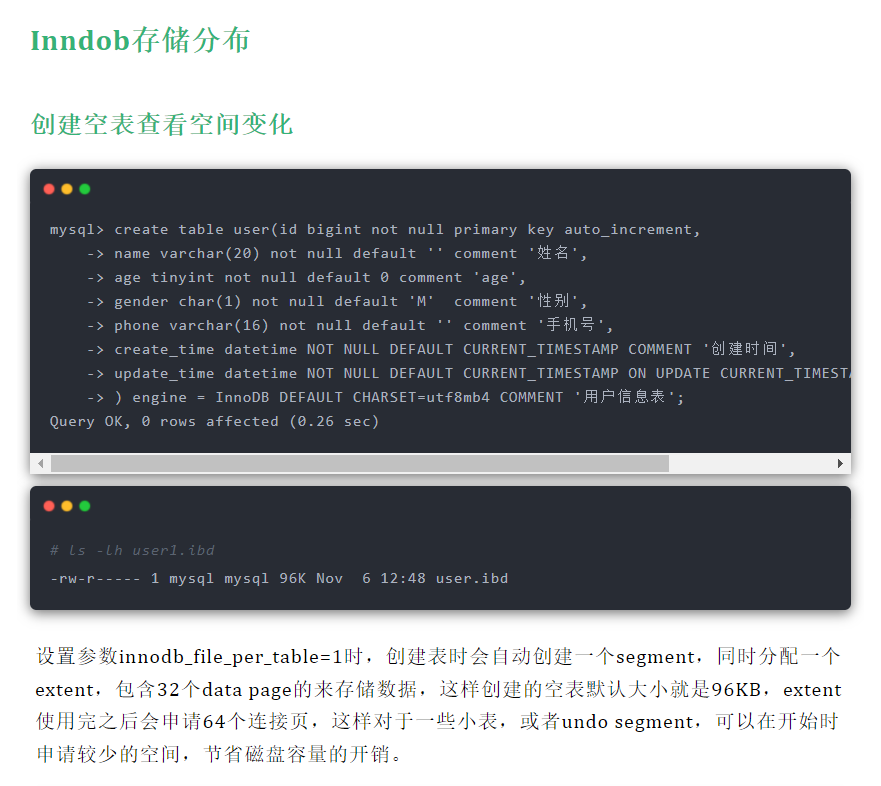 Inndob存储分布
创建空表查看空间变化
mysql> create table user(id bigint not null primary key auto_increment,
    -> name varchar(20) not null default '' comment '姓名',
    -> age tinyint not null default 0 comment 'age',
    -> gender char(1) not null default 'M'  comment '性别',
    -> phone varchar(16) not null default '' comment '手机号',
    -> create_time datetime NOT NULL DEFAULT CURRENT_TIMESTAMP COMMENT '创建时间',
    -> update_time datetime NOT NULL DEFAULT CURRENT_TIMESTAMP ON UPDATE CURRENT_TIMESTA
    -> ) engine = InnoDB DEFAULT CHARSET=utf8mb4 COMMENT '用户信息表';
Query OK, 0 rows affected (0.26 sec)
# ls -lh user1.ibd
-rw-r----- 1 mysql mysql 96K Nov  6 12:48 user.ibd
设置参数innodb_file_per_table=1时，创建表时会自动创建一个segment，同时分配一个
extent，包含32个data page的来存储数据，这样创建的空表默认大小就是96KB，extent
使用完之后会申请64个连接页，这样对于一些小表，或者undo segment，可以在开始时
申请较少的空间，节省磁盘容量的开销。